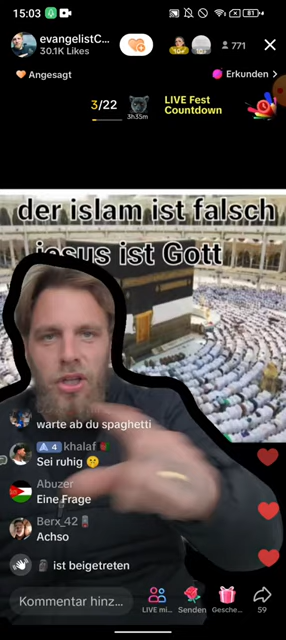 15:03
81
evangelistC...
30.1K Likes
771
Angesagt
Erkunden
3/22
3h35m
LIVE Fest
Countdown
der islam ist falsch
jesus ist Gott
warte ab du spaghetti
4 khalaf
Sei ruhig
Abuzer
Eine Frage
Berx_42
Achso
ist beigetreten
Kommentar hinz...
LIVE mi...
Senden
Gesche...
59